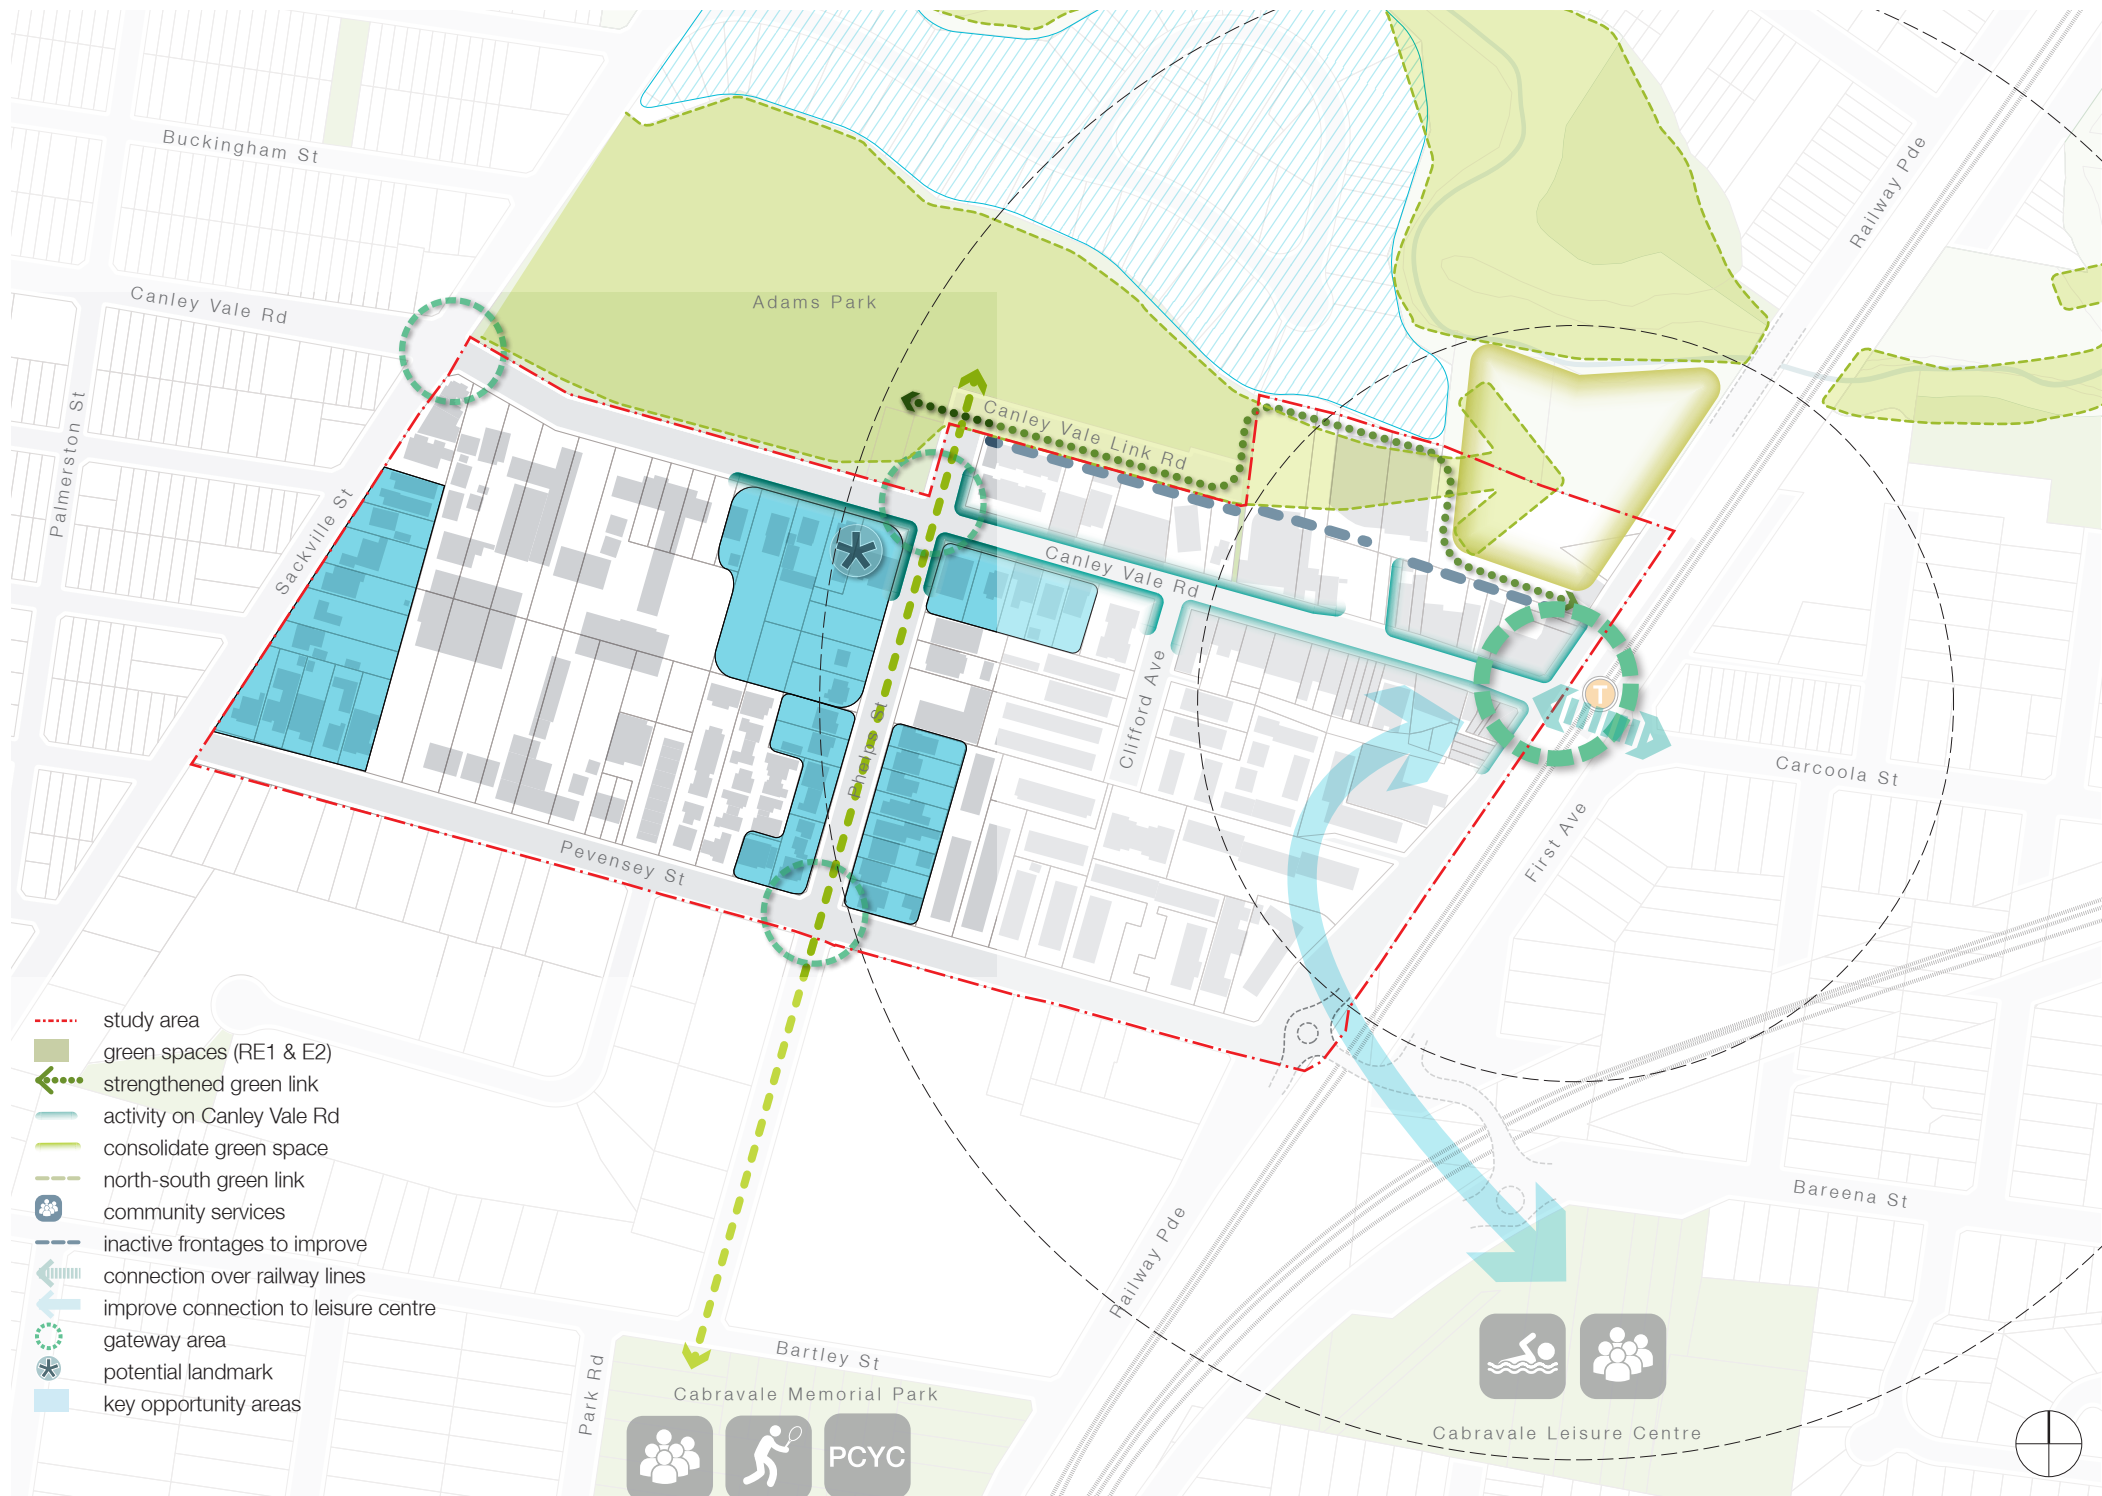 Buckingham St
Railway Pde
Canley Vale Rd
Adams Park
Palmerston St
Canley Vale Link Rd
Sackville St
Canley Vale Rd
T
Clifford Ave
Phelps St
Carcoola St
First Ave
Pevensey St
Bareena St
Railway Pde
Bartley St
Park Rd
Cabravale Memorial Park
PCYC
Cabravale Leisure Centre
study area
green spaces (RE1 & E2)
strengthened green link
activity on Canley Vale Rd
consolidate green space
north-south green link
community services
inactive frontages to improve
connection over railway lines
improve connection to leisure centre
gateway area
potential landmark
key opportunity areas